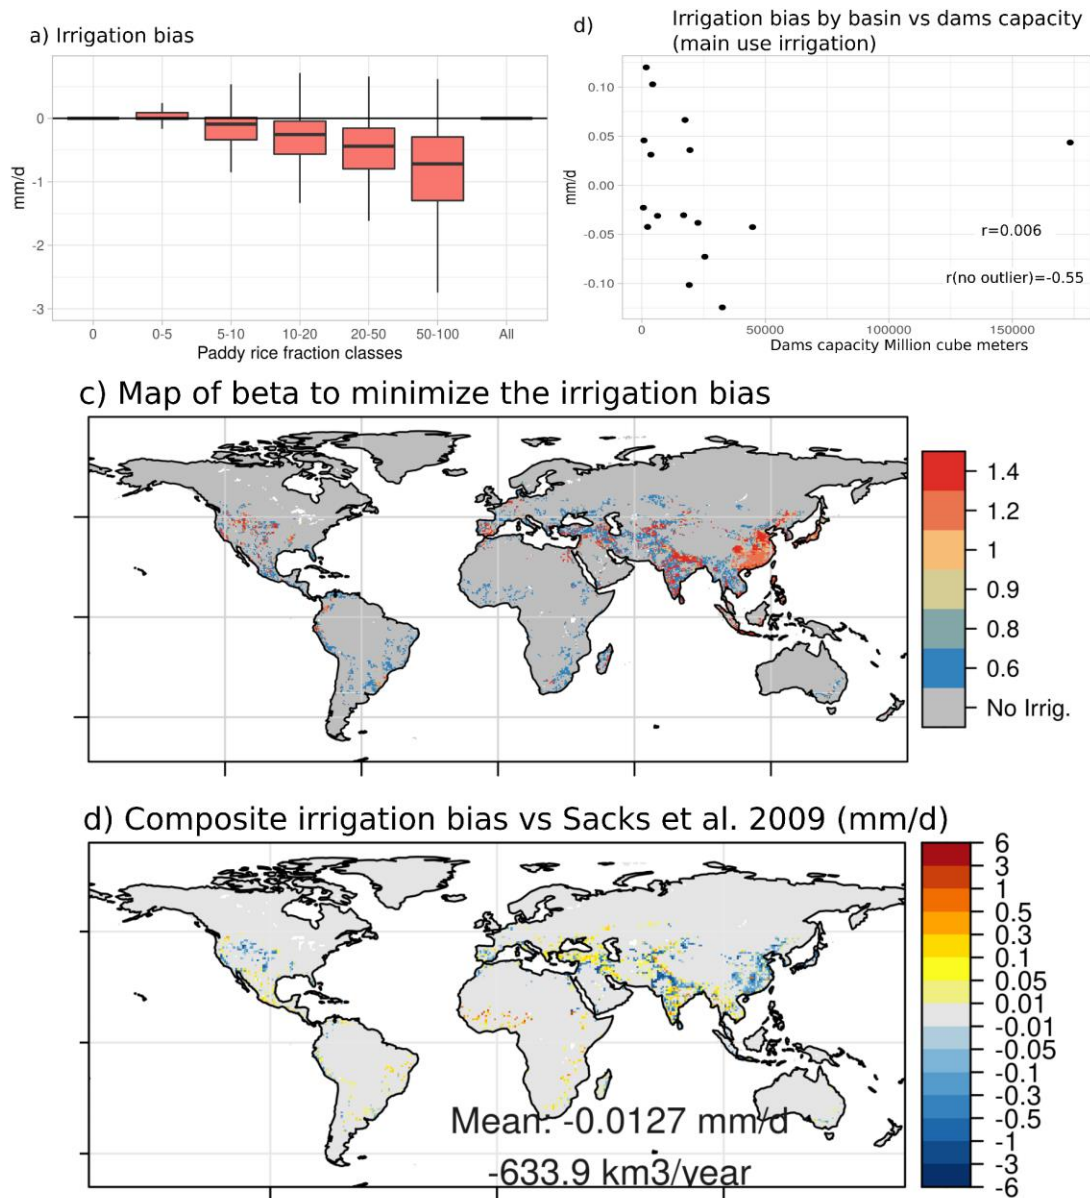 a) Irrigation bias
mm/d
0
-1
-2
-3
0
0-5
5-10
10-20
20-50
50-100
All
Paddy rice fraction classes
d)
Irrigation bias by basin vs dams capacity
(main use irrigation)
mm/d
0.10
0.05
0.00
-0.05
-0.10
r=0.006
r(no outlier)=-0.55
0
50000
100000
150000
Dams capacity Million cube meters
c) Map of beta to minimize the irrigation bias
1.4
1.2
1
0.9
0.8
0.6
No Irrig.
d) Composite irrigation bias vs Sacks et al. 2009 (mm/d)
6
3
1
0.5
0.3
0.1
0.05
0.01
-0.01
-0.05
-0.1
-0.3
-0.5
-1
-3
-6
Mean: -0.0127 mm/d
-633.9 km3/year